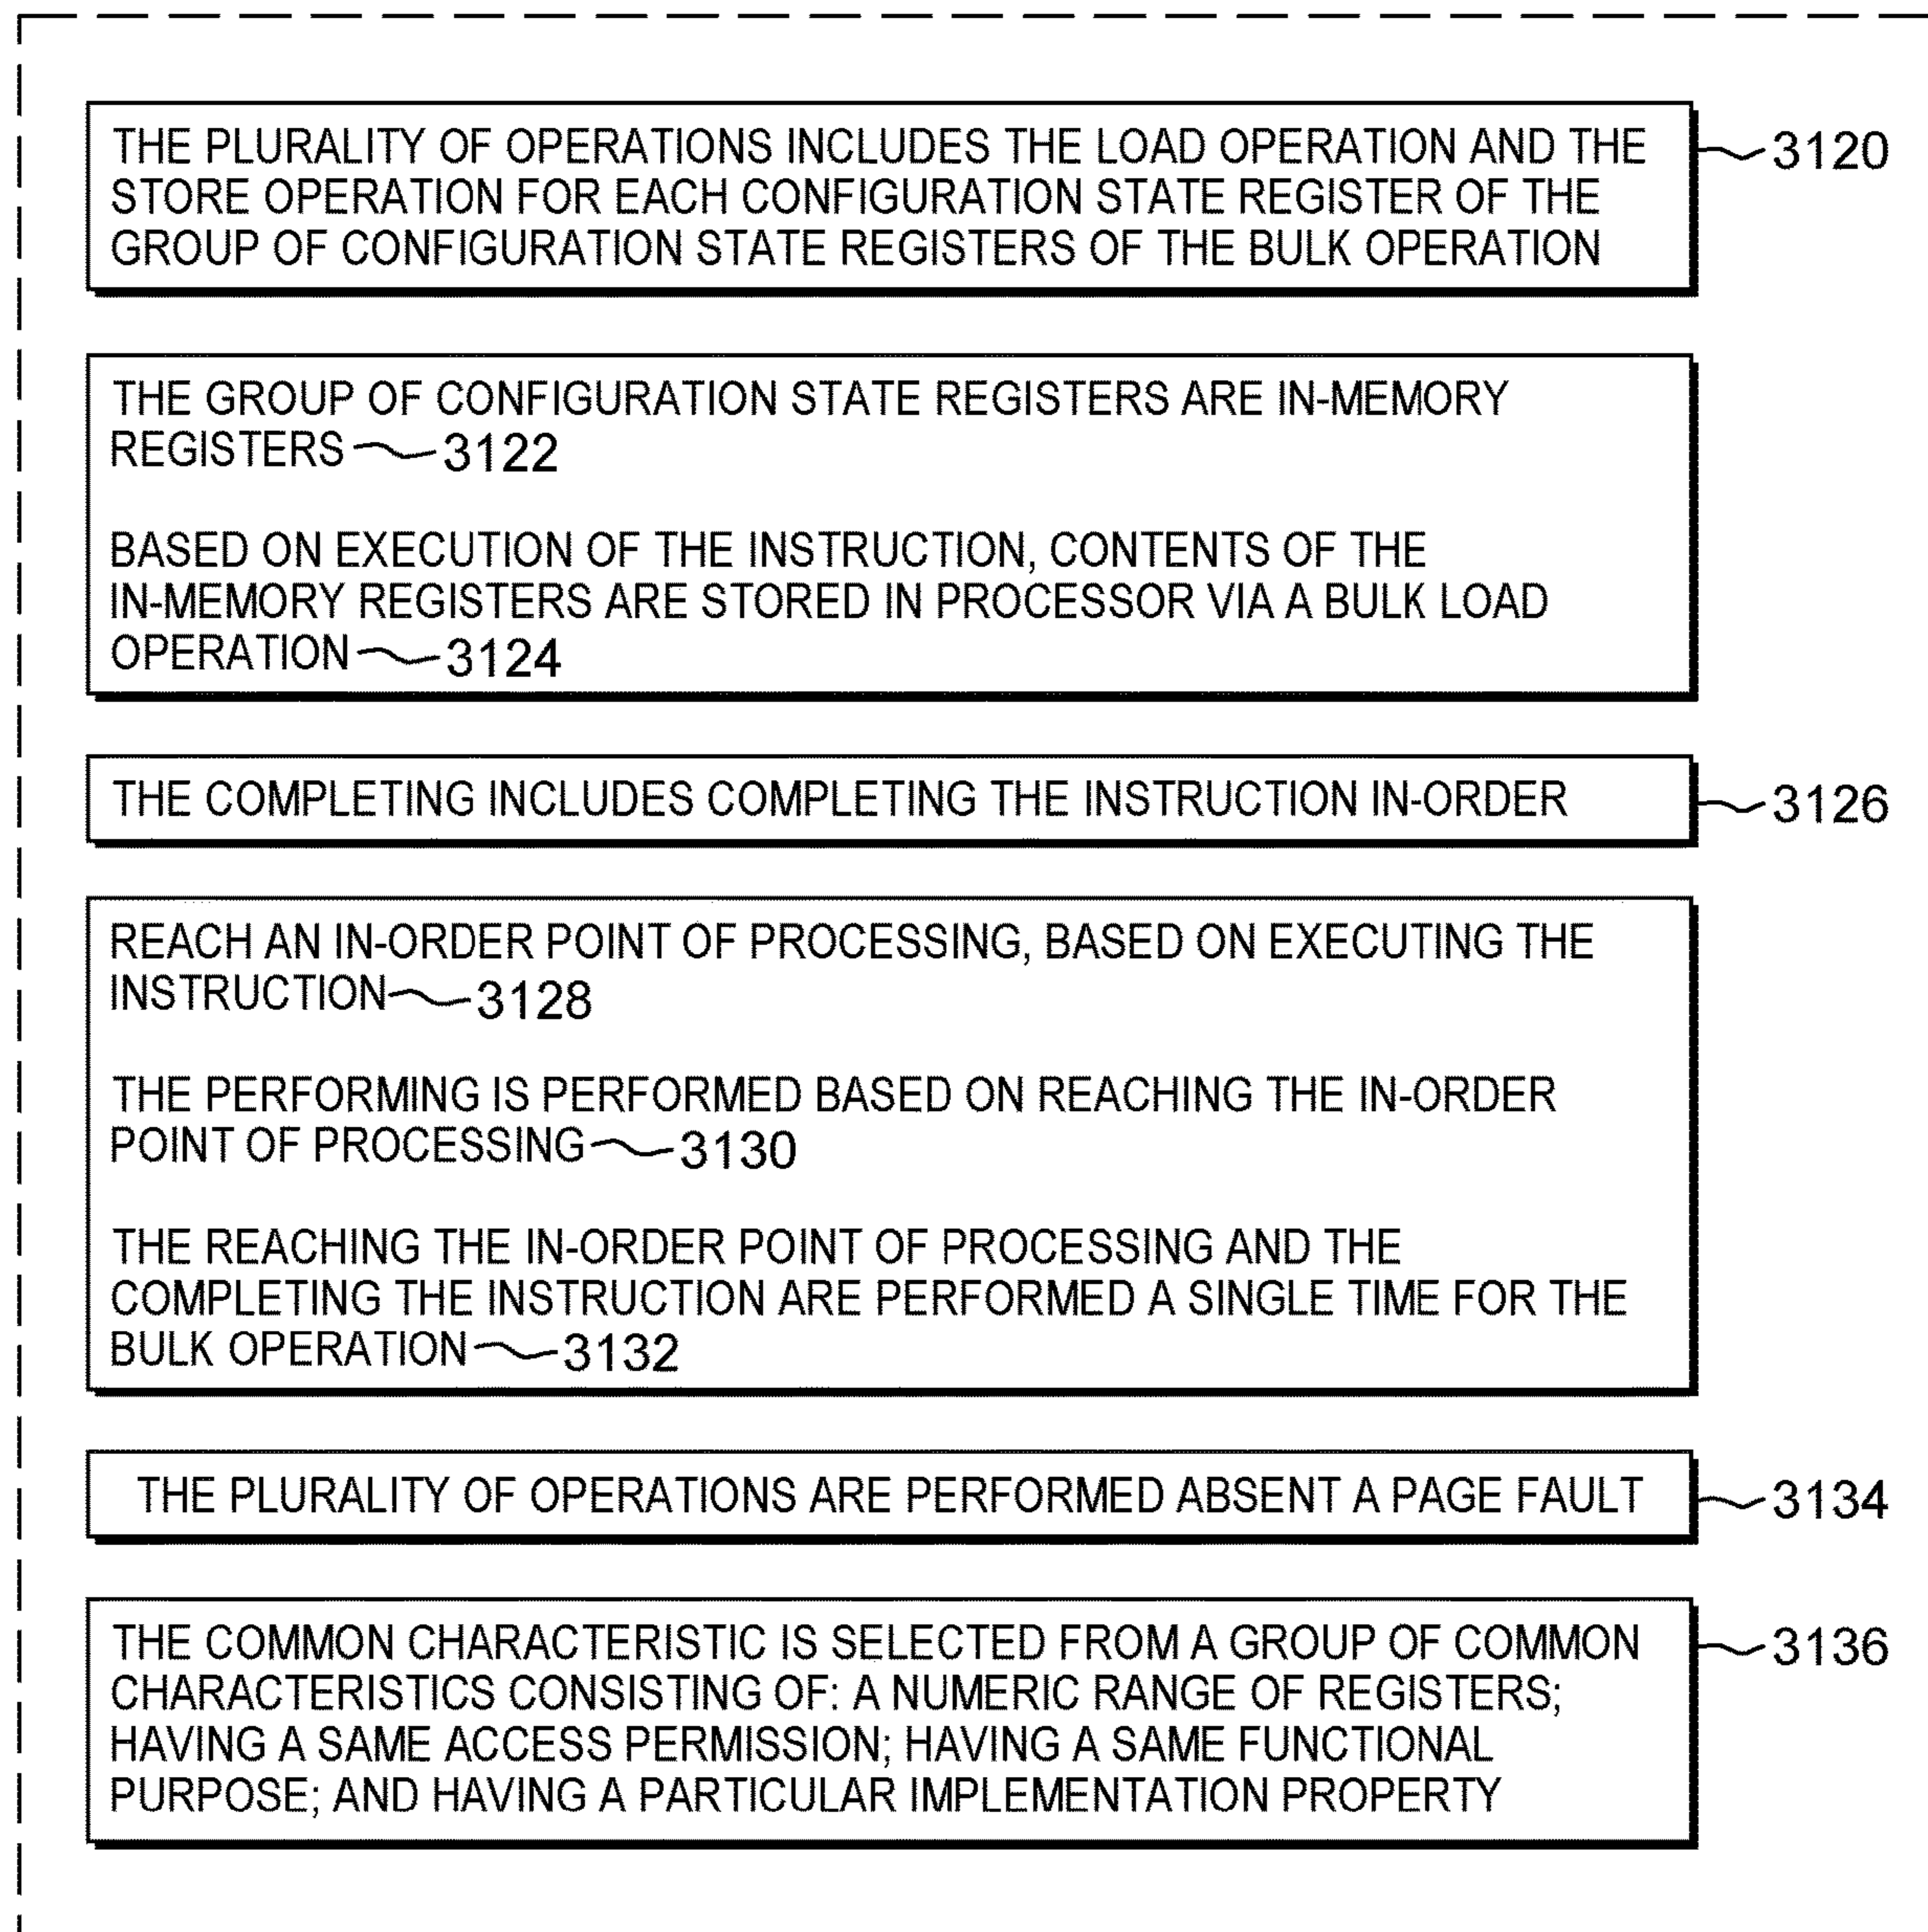 THE PLURALITY OF OPERATIONS INCLUDES THE LOAD OPERATION AND THE 3120
STORE OPERATION FOR EACH CONFIGURATION STATE REGISTER OF THE
GROUP OF CONFIGURATION STATE REGISTERS OF THE BULK OPERATION
THE GROUP OF CONFIGURATION STATE REGISTERS ARE IN-MEMORY
REGISTERS 3122
BASED ON EXECUTION OF THE INSTRUCTION, CONTENTS OF THE
IN-MEMORY REGISTERS ARE STORED IN PROCESSOR VIA A BULK LOAD
OPERATION 3124
THE COMPLETING INCLUDES COMPLETING THE INSTRUCTION IN-ORDER 3126
REACH AN IN-ORDER POINT OF PROCESSING, BASED ON EXECUTING THE
INSTRUCTION 3128
THE PERFORMING IS PERFORMED BASED ON REACHING THE IN-ORDER
POINT OF PROCESSING 3130
THE REACHING THE IN-ORDER POINT OF PROCESSING AND THE
COMPLETING THE INSTRUCTION ARE PERFORMED A SINGLE TIME FOR THE
BULK OPERATION 3132
THE PLURALITY OF OPERATIONS ARE PERFORMED ABSENT A PAGE FAULT 3134
THE COMMON CHARACTERISTIC IS SELECTED FROM A GROUP OF COMMON 3136
CHARACTERISTICS CONSISTING OF: A NUMERIC RANGE OF REGISTERS;
HAVING A SAME ACCESS PERMISSION; HAVING A SAME FUNCTIONAL
PURPOSE; AND HAVING A PARTICULAR IMPLEMENTATION PROPERTY